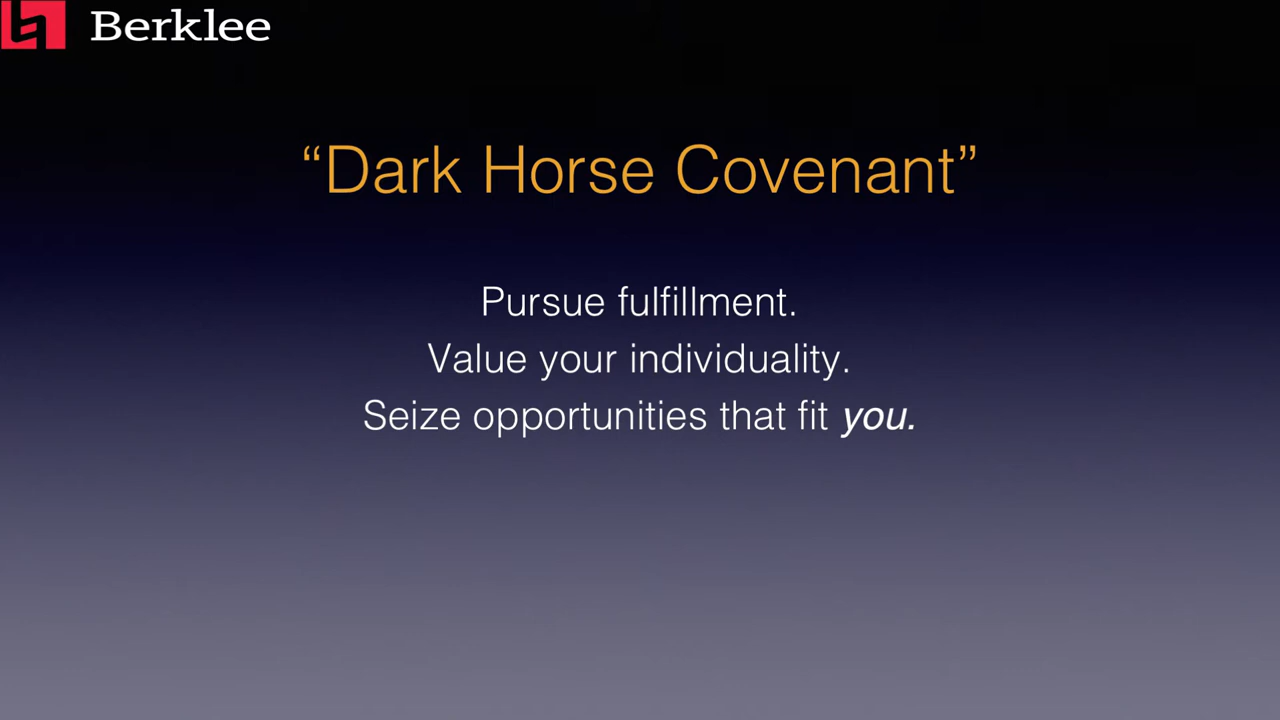 Berklee
“Dark Horse Covenant”
Pursue fulfillment.
Value your individuality.
Seize opportunities that fit you.